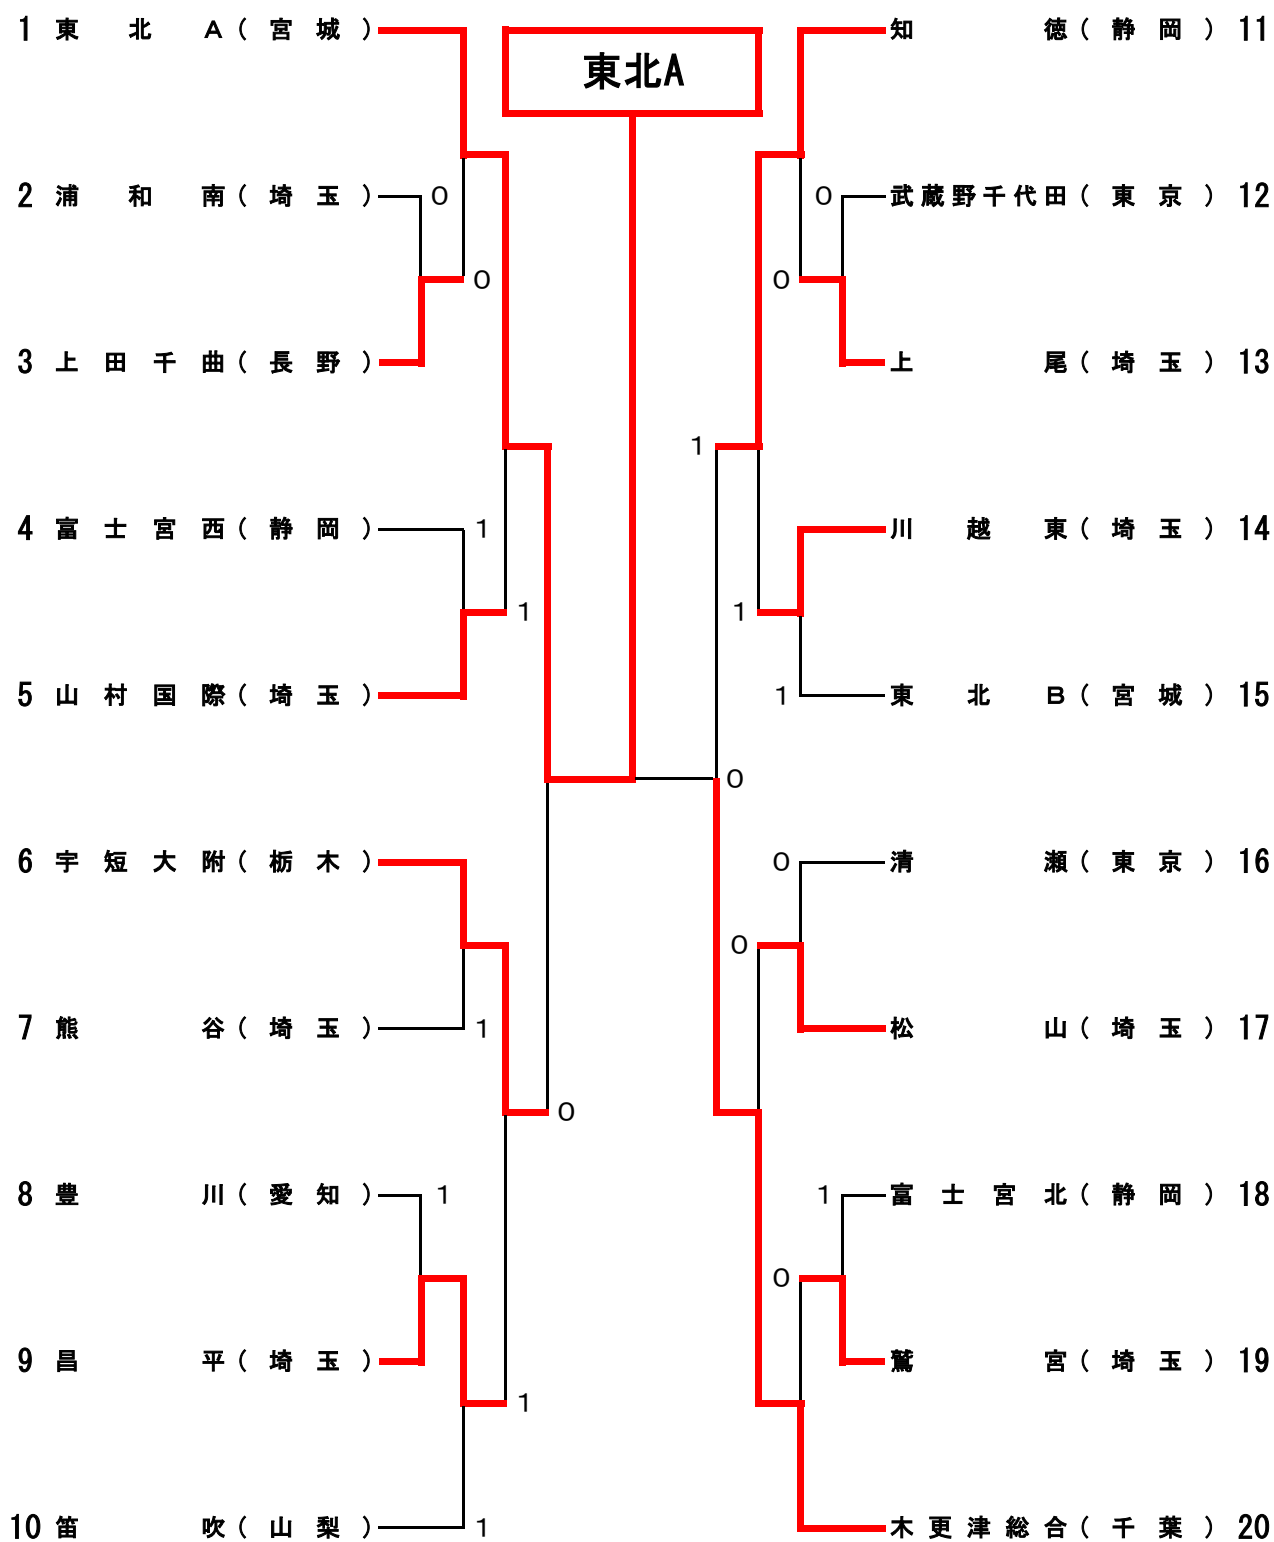 東北A
1 東北A(宮城)
2 浦和南(埼玉) 0
0
3 上田千曲(長野)
4 富士宮西(静岡) 1
1
5 山村国際(埼玉)
6 宇短大附(栃木)
7 熊谷(埼玉) 1
0
8 豊川(愛知) 1
9 昌平(埼玉)
1
10 笛吹(山梨) 1
知徳(静岡) 11
0 武蔵野千代田(東京) 12
0
上尾(埼玉) 13
1
川越東(埼玉) 14
1
1 東北B(宮城) 15
0
0 清瀬(東京) 16
0
松山(埼玉) 17
1 富士宮北(静岡) 18
0
鷲宮(埼玉) 19
木更津総合(千葉) 20